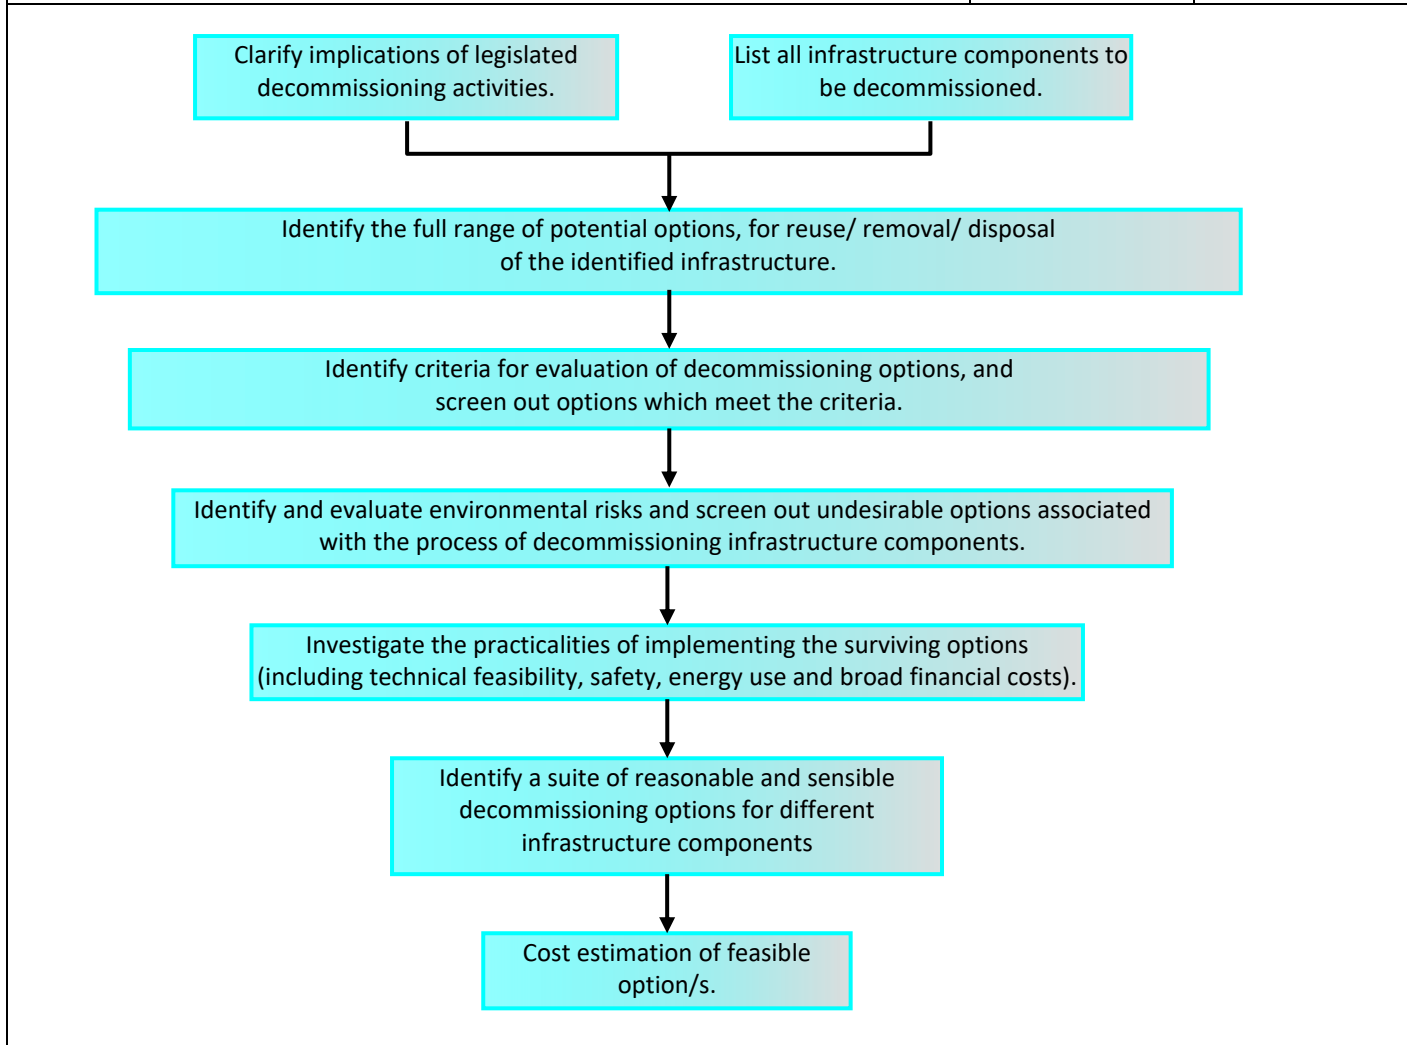 Clarify implications of legislated
decommissioning activities.
List all infrastructure components to
be decommissioned.
Identify the full range of potential options, for reuse/ removal/ disposal
of the identified infrastructure.
Identify criteria for evaluation of decommissioning options, and
screen out options which meet the criteria.
Identify and evaluate environmental risks and screen out undesirable options associated
with the process of decommissioning infrastructure components.
Investigate the practicalities of implementing the surviving options
(including technical feasibility, safety, energy use and broad financial costs).
Identify a suite of reasonable and sensible
decommissioning options for different
infrastructure components
Cost estimation of feasible
option/s.